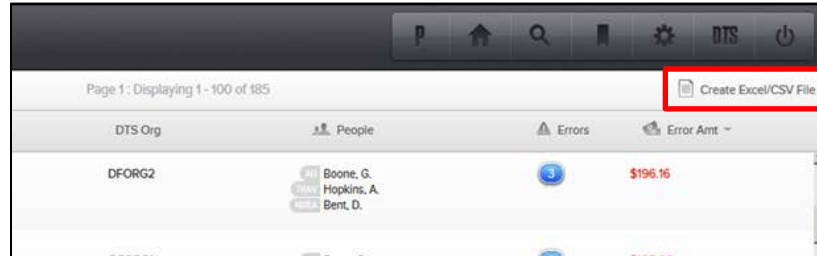 P DTS
Page 1 : Displaying 1 - 100 of 185 Create Excel/CSV File
DTS Org People Errors Error Amt
DFORG2 Boone, G. 3 $196.16
Hopkins, A.
Bent, D.